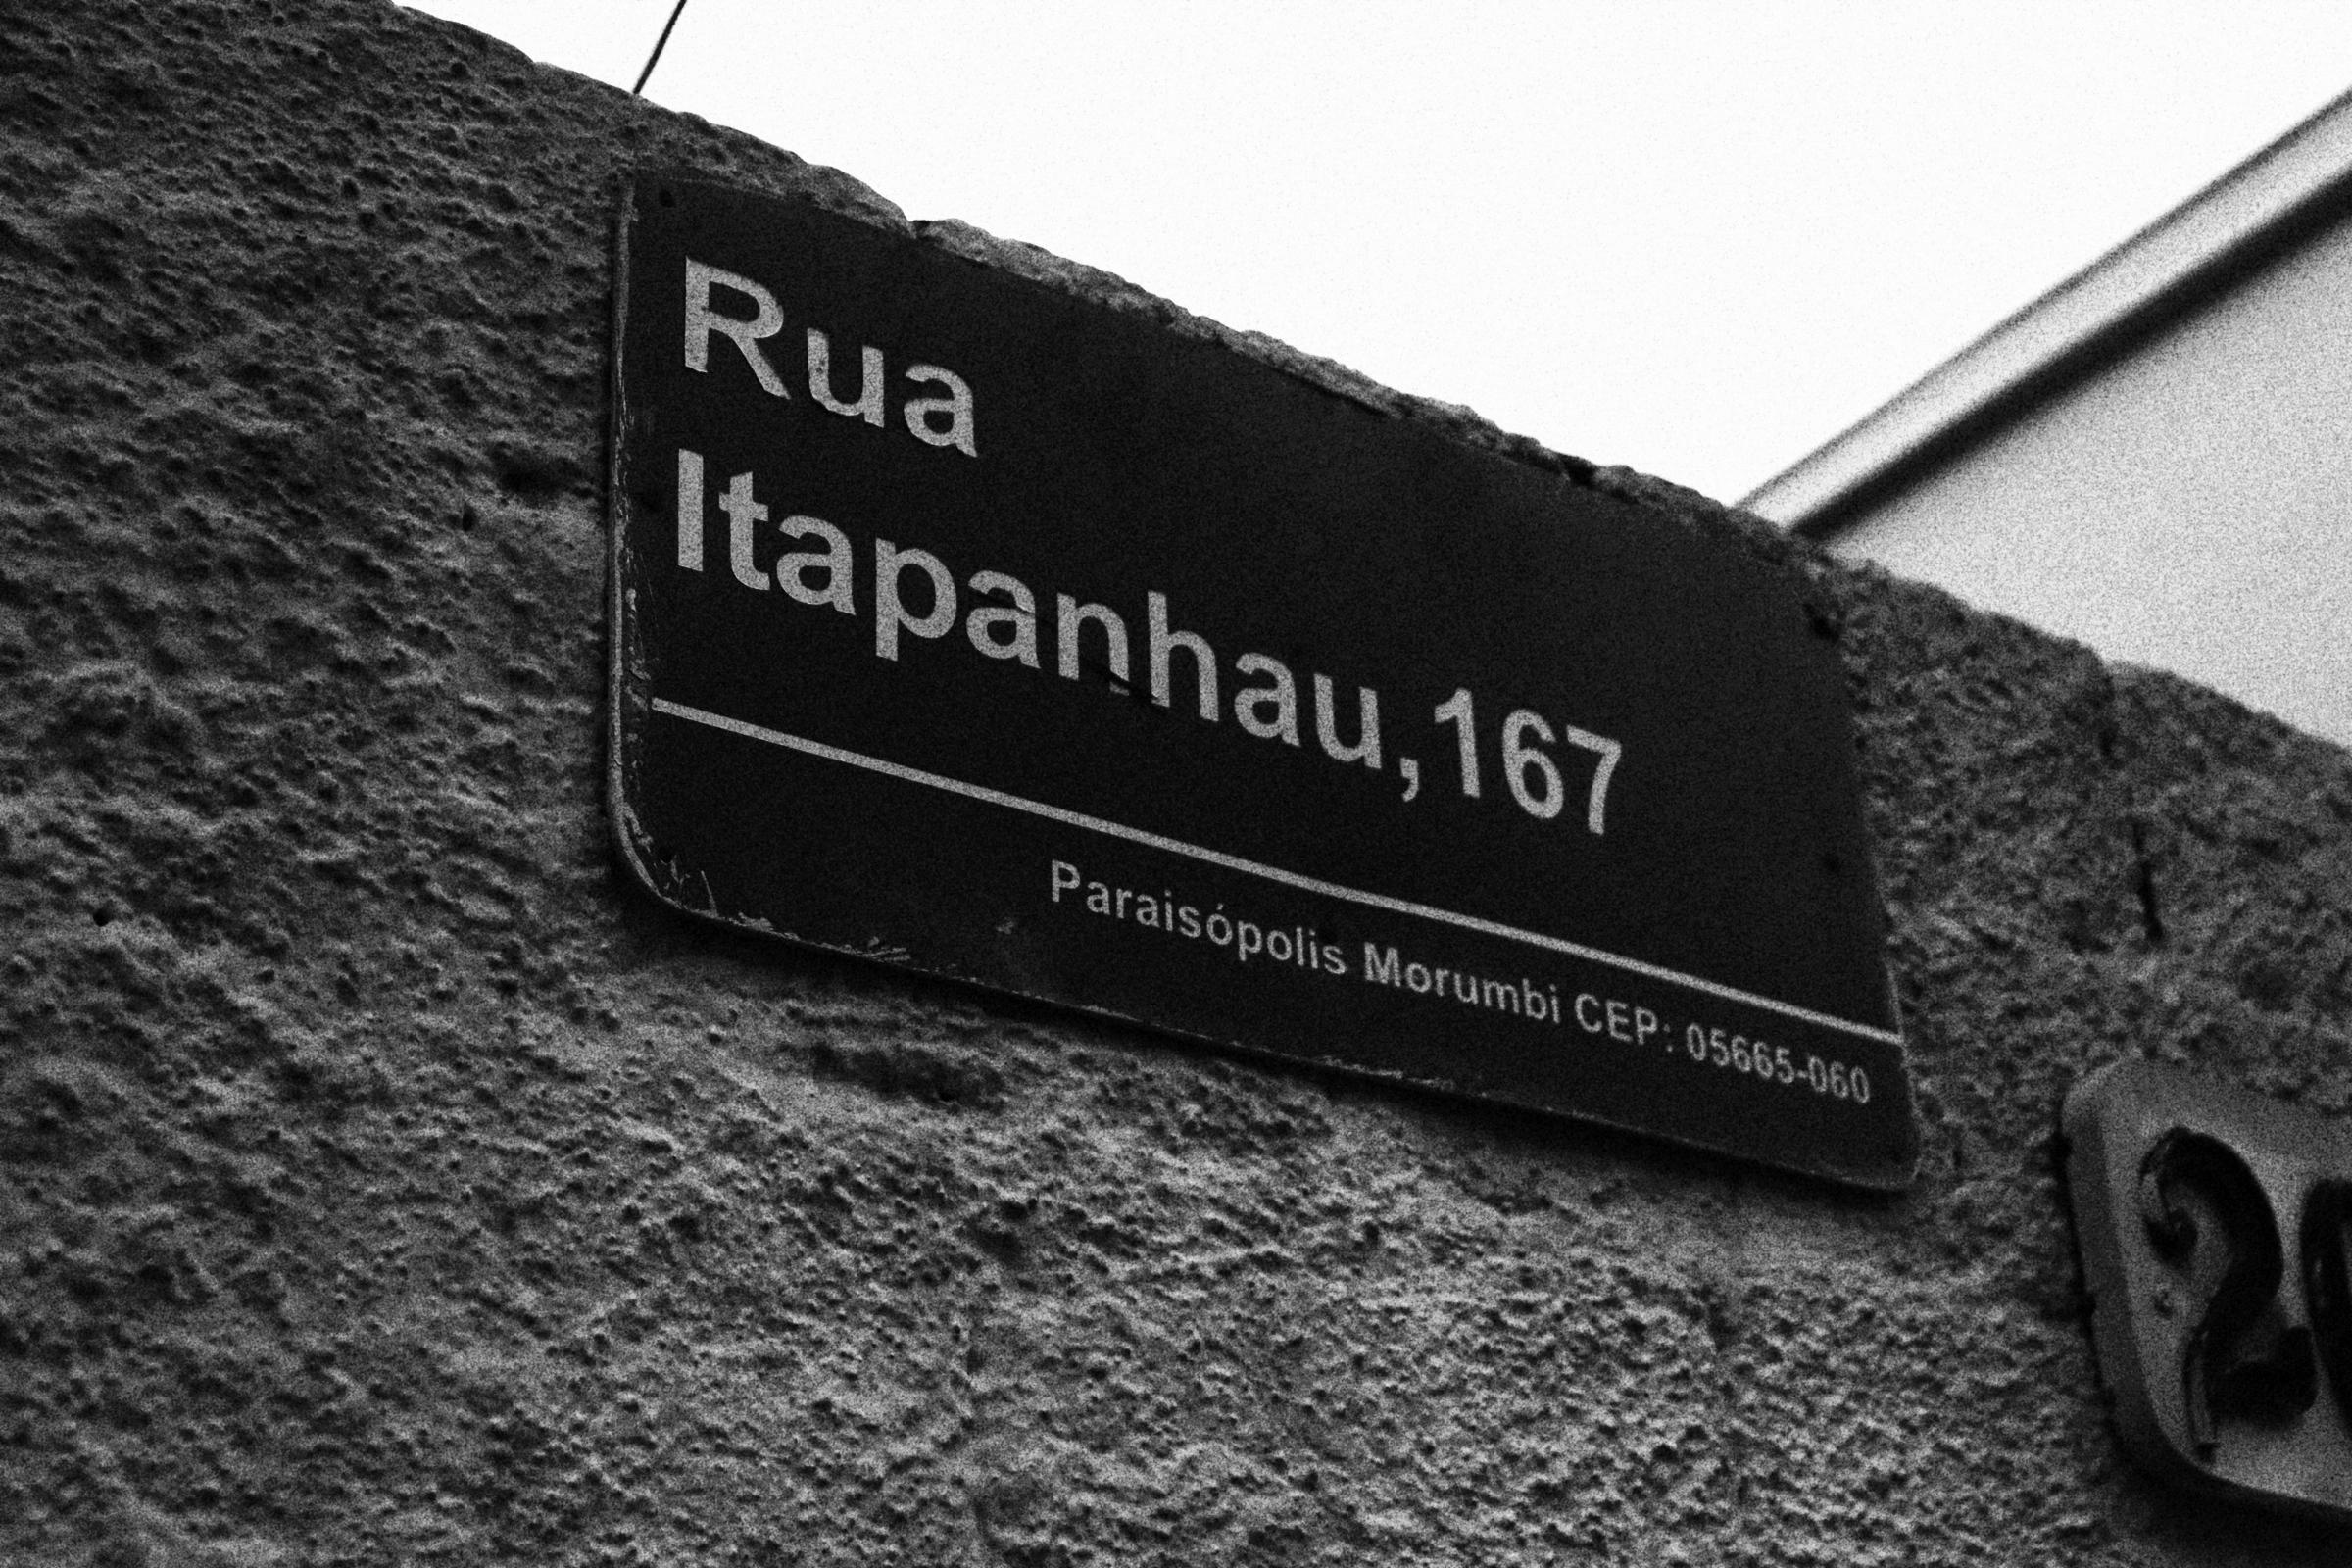 Rua
Itapanhau,167
Paraisópolis Morumbi CEP: 05665-060